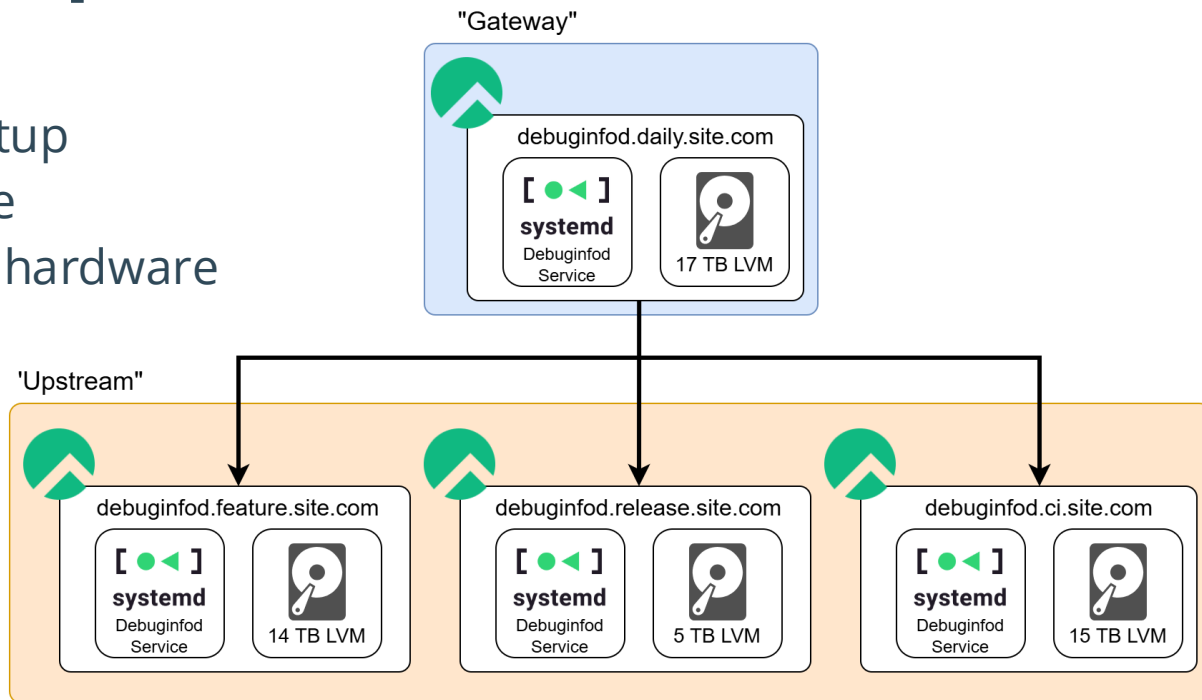 "Gateway"
tup
e
hardware
debuginfod.daily.site.com
[ ●◄ ]
systemd
Debuginfod
Service
17 TB LVM
'Upstream"
debuginfod.feature.site.com
[ ●◄ ]
systemd
Debuginfod
Service
14 TB LVM
debuginfod.release.site.com
[ ●◄ ]
systemd
Debuginfod
Service
5 TB LVM
debuginfod.ci.site.com
[ ●◄ ]
systemd
Debuginfod
Service
15 TB LVM